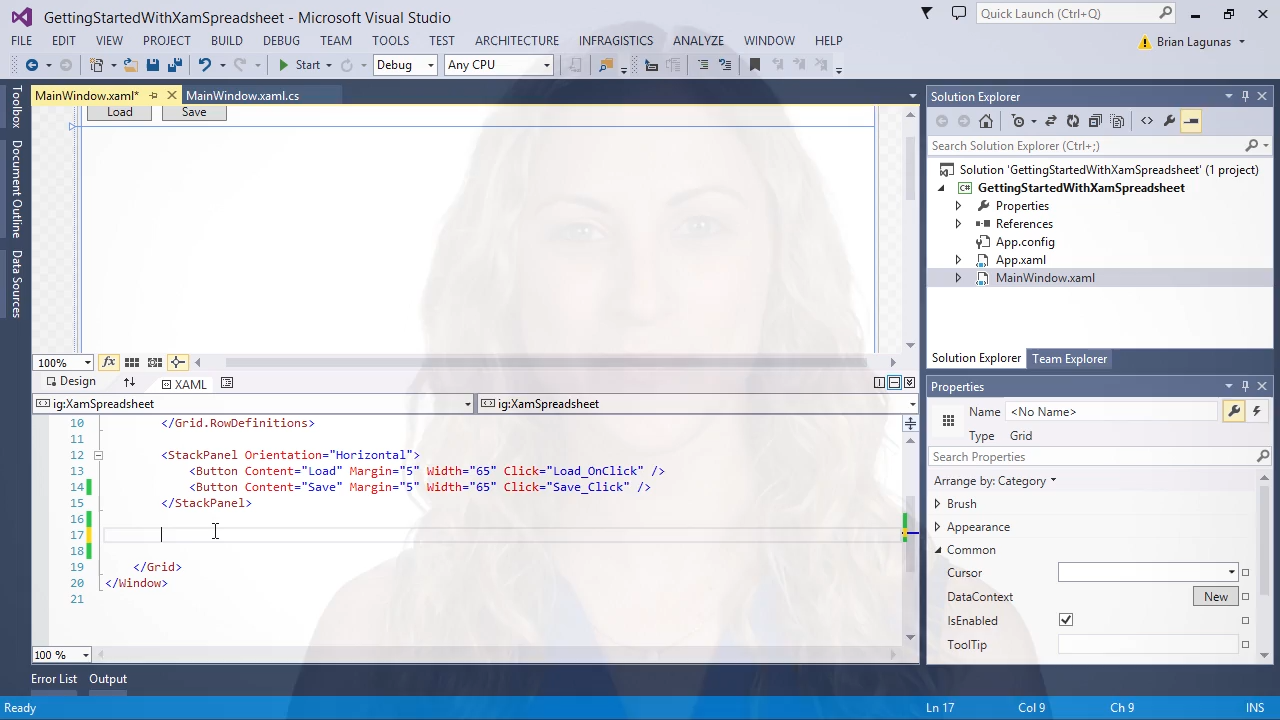 GettingStartedWithXamSpreadsheet - Microsoft Visual Studio
Quick Launch (Ctrl+Q)
FILE EDIT VIEW PROJECT BUILD DEBUG TEAM TOOLS TEST ARCHITECTURE INFRAGISTICS ANALYZE WINDOW HELP
Brian Lagunas
Start Debug Any CPU
Toolbox
Document Outline
Data Sources
MainWindow.xaml* MainWindow.xaml.cs
Load Save
100% fx
Design XAML
ig:XamSpreadsheet ig:XamSpreadsheet
10 </Grid.RowDefinitions>
11
12 <StackPanel Orientation="Horizontal">
13 <Button Content="Load" Margin="5" Width="65" Click="Load_OnClick" />
14 <Button Content="Save" Margin="5" Width="65" Click="Save_Click" />
15 </StackPanel>
16
17
18
19 </Grid>
20 </Window>
21
100 %
Error List Output
Solution Explorer
Search Solution Explorer (Ctrl+;)
Solution 'GettingStartedWithXamSpreadsheet' (1 project)
C# GettingStartedWithXamSpreadsheet
Properties
References
App.config
App.xaml
MainWindow.xaml
Solution Explorer Team Explorer
Properties
Name <No Name>
Type Grid
Search Properties
Arrange by: Category
Brush
Appearance
Common
Cursor
DataContext New
IsEnabled
ToolTip
Ready Ln 17 Col 9 Ch 9 INS